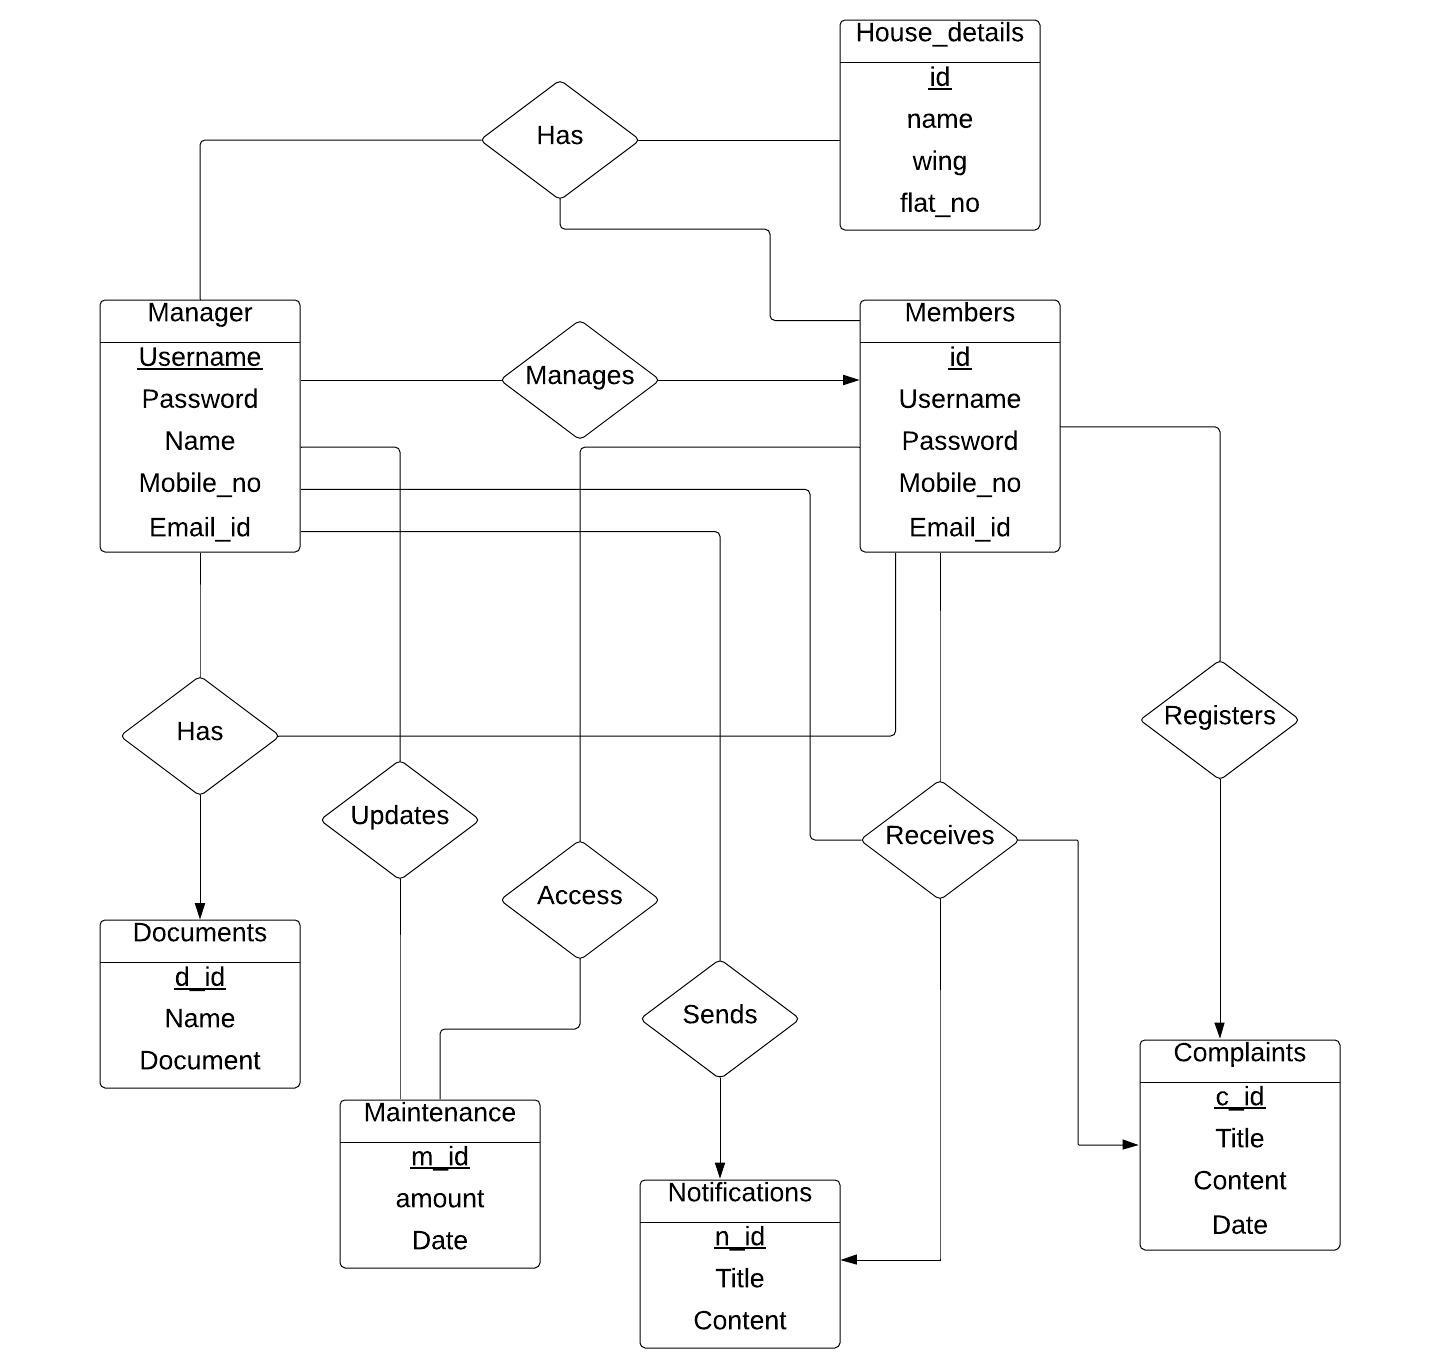 House_details
id
name
wing
flat_no
Has
Manager
Username
Password
Name
Mobile_no
Email_id
Manages
Members
id
Username
Password
Mobile_no
Email_id
Has
Updates
Access
Receives
Registers
Sends
Documents
d_id
Name
Document
Maintenance
m_id
amount
Date
Notifications
n_id
Title
Content
Complaints
c_id
Title
Content
Date